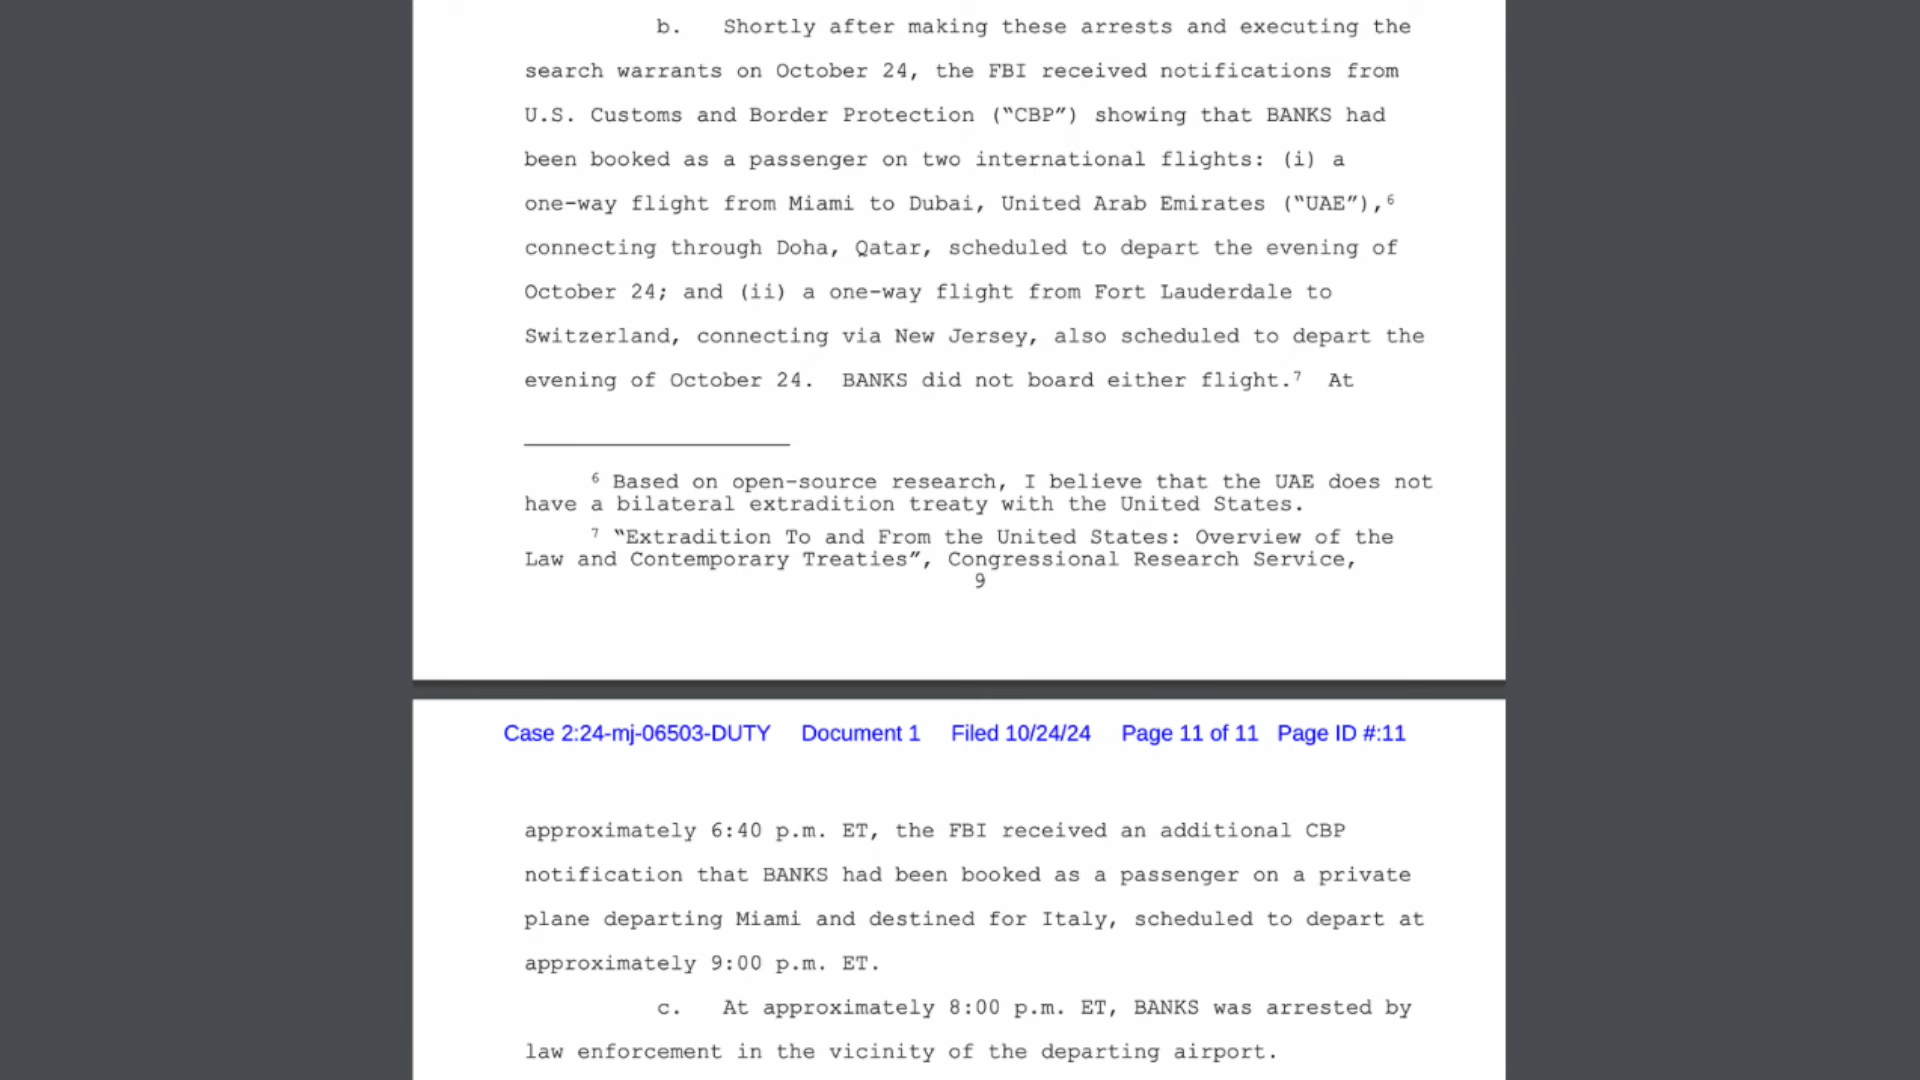 b. Shortly after making these arrests and executing the
search warrants on October 24, the FBI received notifications from
U.S. Customs and Border Protection (“CBP”) showing that BANKS had
been booked as a passenger on two international flights: (i) a
one-way flight from Miami to Dubai, United Arab Emirates (“UAE”),⁶
connecting through Doha, Qatar, scheduled to depart the evening of
October 24; and (ii) a one-way flight from Fort Lauderdale to
Switzerland, connecting via New Jersey, also scheduled to depart the
evening of October 24. BANKS did not board either flight.⁷ At
⁶ Based on open-source research, I believe that the UAE does not
have a bilateral extradition treaty with the United States.
⁷ “Extradition To and From the United States: Overview of the
Law and Contemporary Treaties”, Congressional Research Service,
9
Case 2:24-mj-06503-DUTY Document 1 Filed 10/24/24 Page 11 of 11 Page ID #:11
approximately 6:40 p.m. ET, the FBI received an additional CBP
notification that BANKS had been booked as a passenger on a private
plane departing Miami and destined for Italy, scheduled to depart at
approximately 9:00 p.m. ET.
c. At approximately 8:00 p.m. ET, BANKS was arrested by
law enforcement in the vicinity of the departing airport.